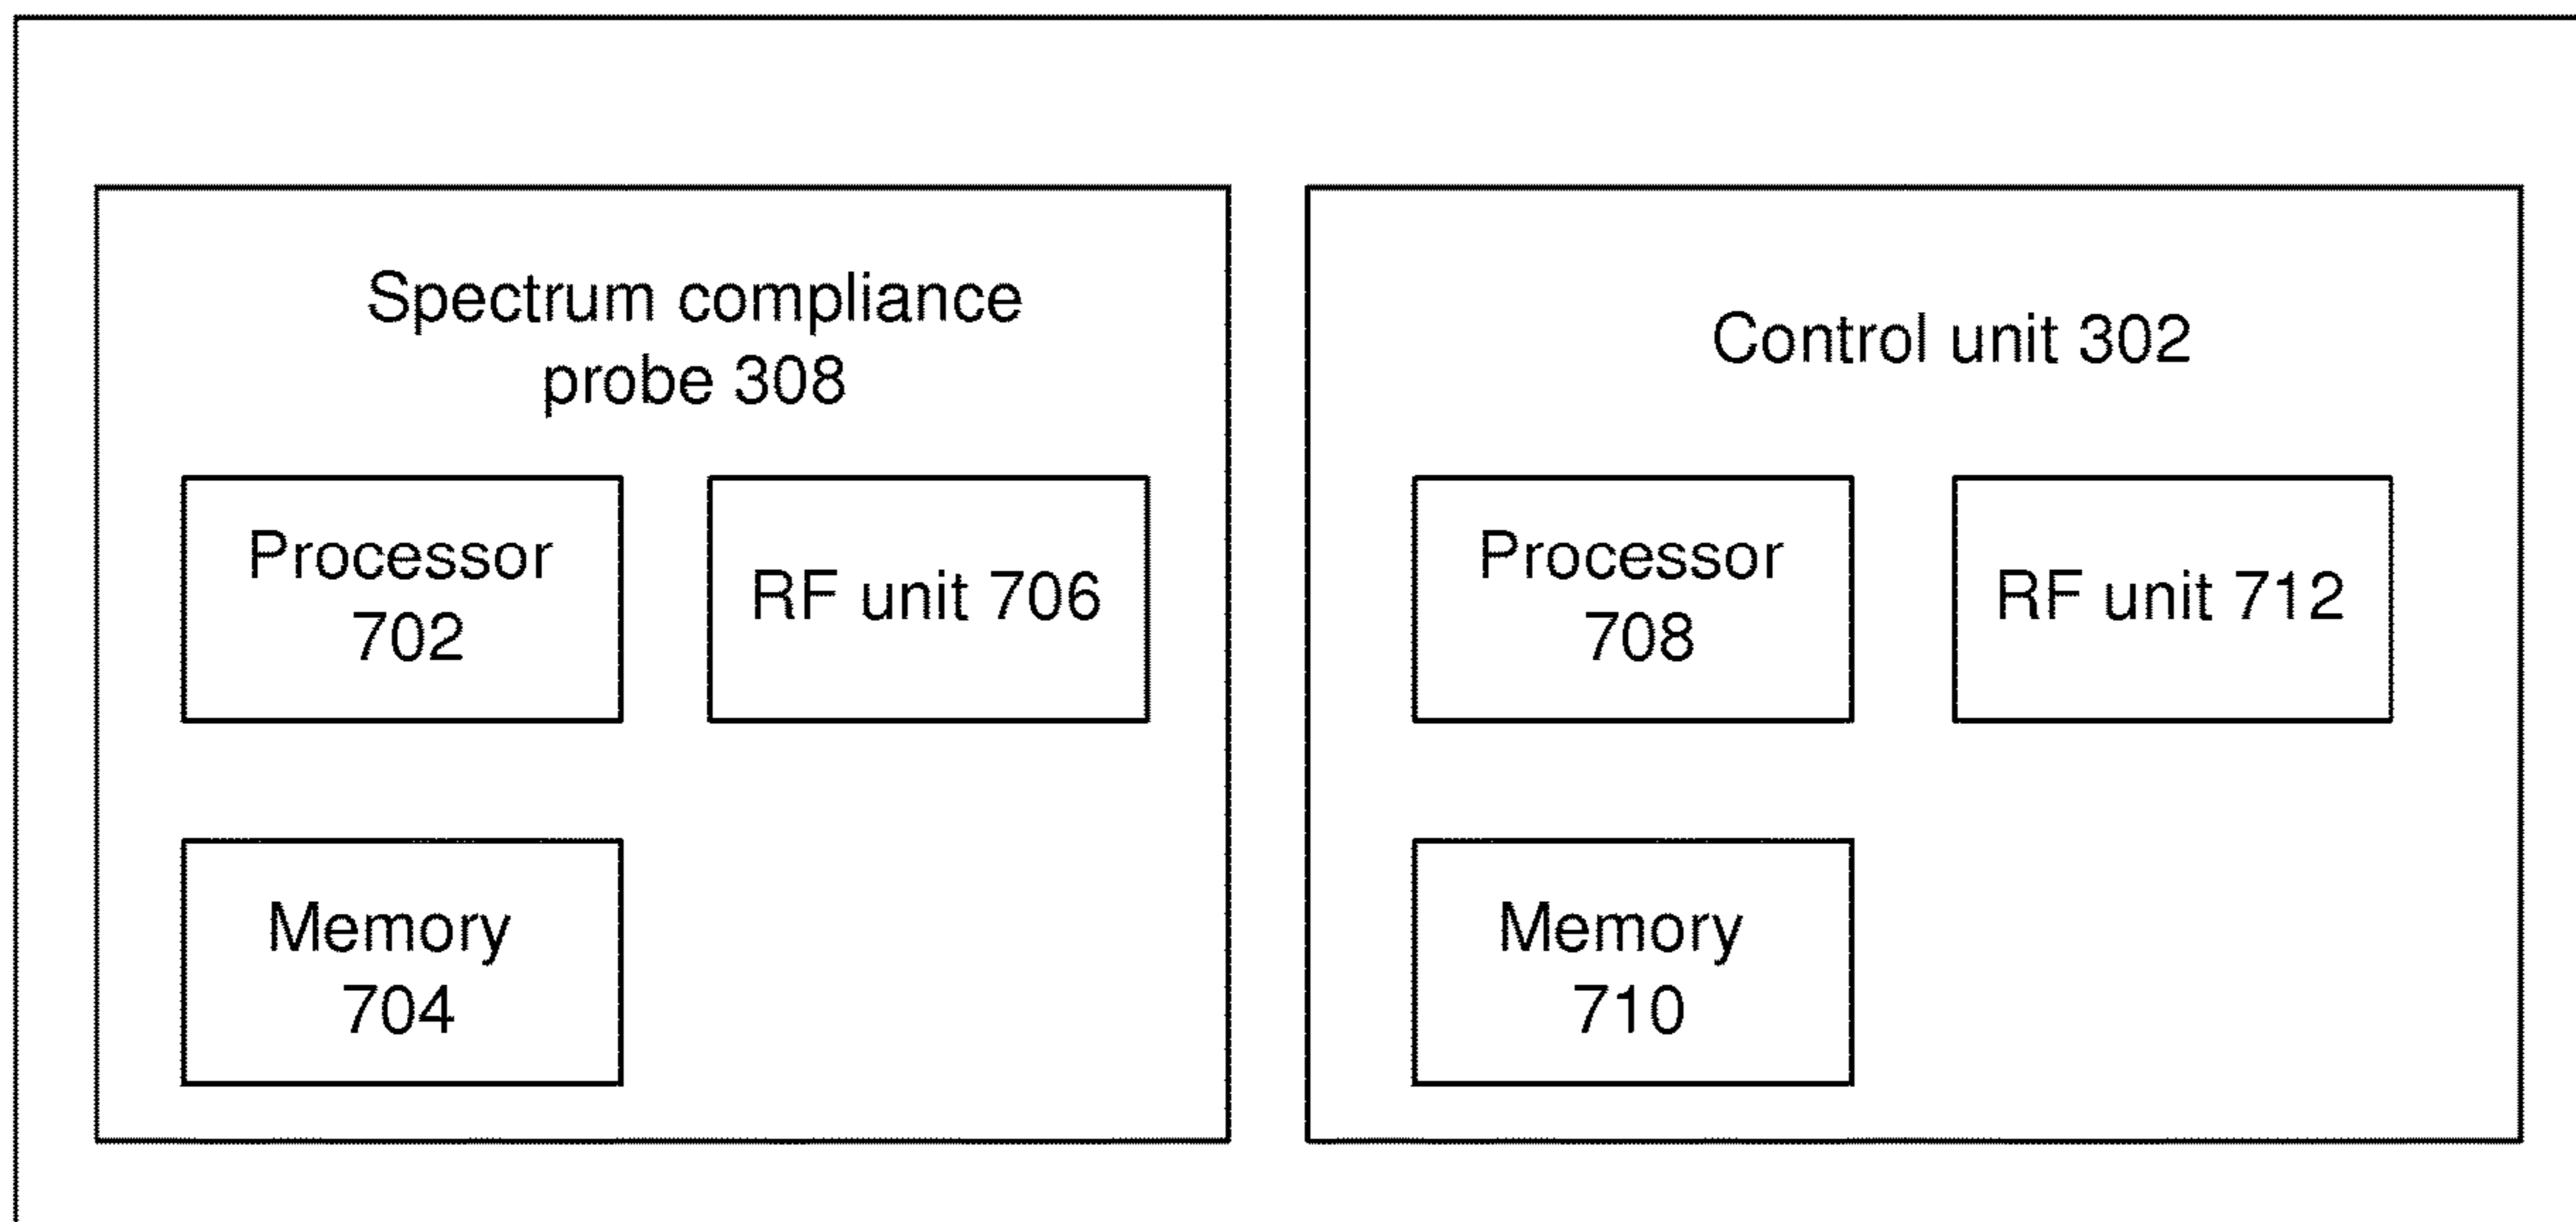 Spectrum compliance
probe 308
Processor
702
RF unit 706
Memory
704
Control unit 302
Processor
708
RF unit 712
Memory
710